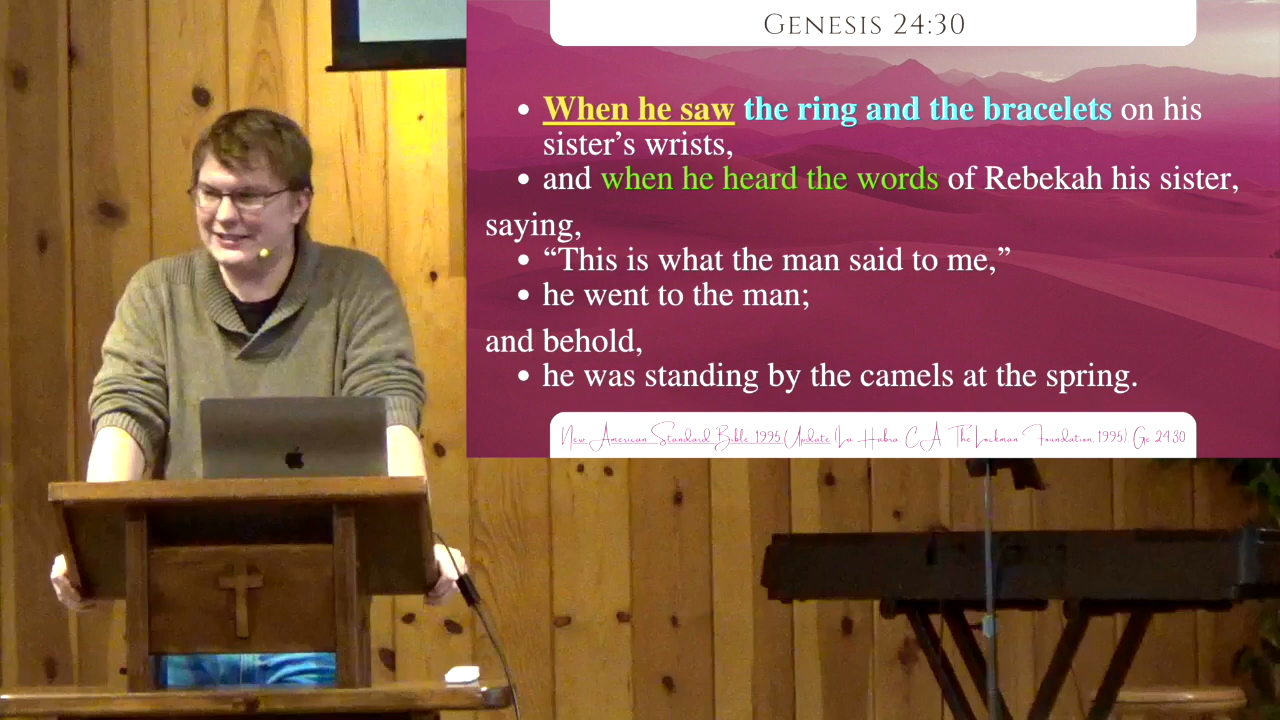 Genesis 24:30
• When he saw the ring and the bracelets on his
sister’s wrists,
• and when he heard the words of Rebekah his sister,
saying,
• “This is what the man said to me,”
• he went to the man;
and behold,
• he was standing by the camels at the spring.
New American Standard Bible: 1995 Update (La Habra, CA: The Lockman Foundation, 1995), Ge 24:30